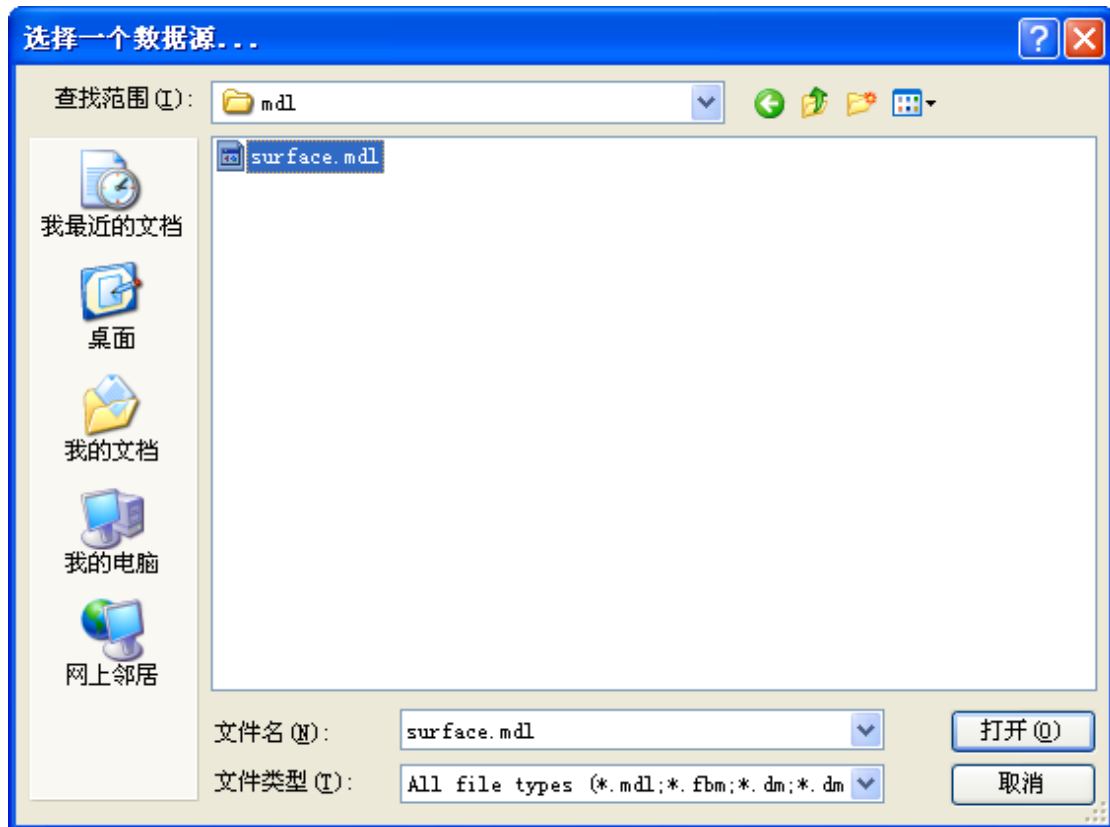 选择一个数据源...
查找范围(I):
mdl
surface.mdl
我最近的文档
桌面
我的文档
我的电脑
网上邻居
文件名(N):
surface.mdl
打开(O)
文件类型(T):
All file types (*.mdl;*.fbm;*.dm;*.dm
取消